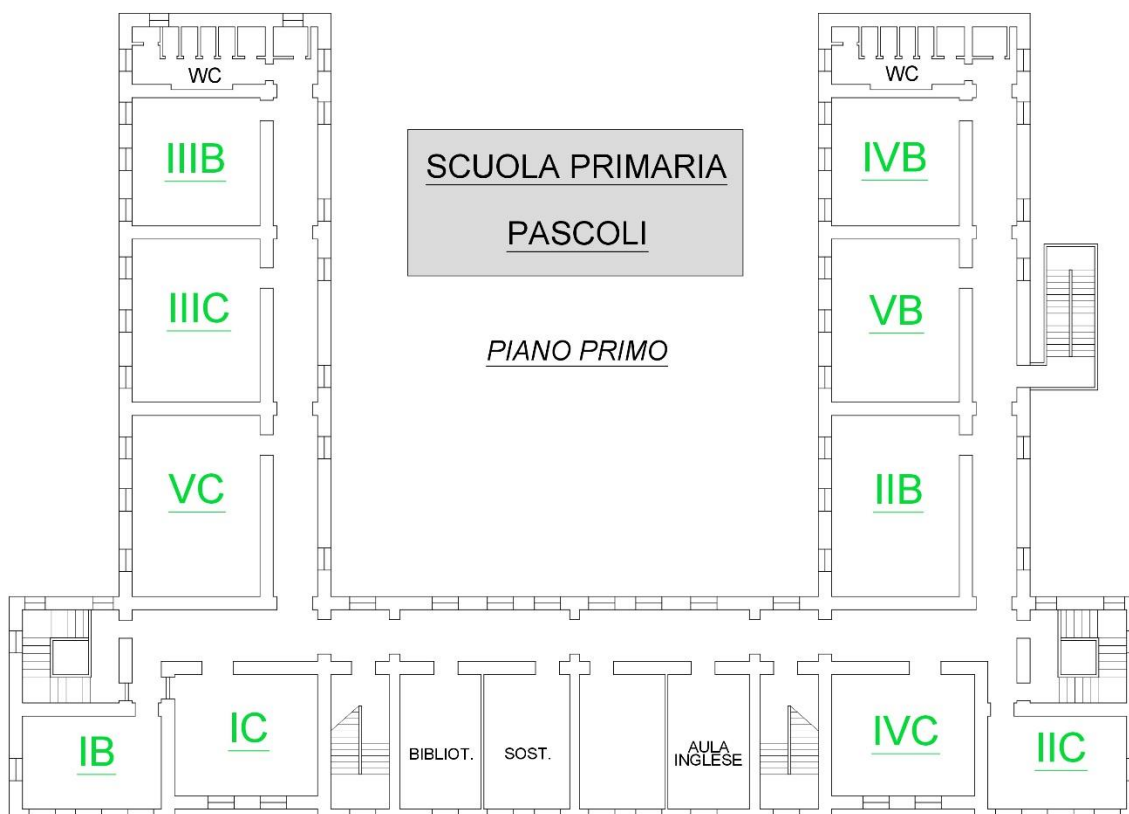 WC
WC
IIIB
SCUOLA PRIMARIA
PASCOLI
IVB
IIIC
PIANO PRIMO
VB
VC
IIB
IB
IC
BIBLIOT.
SOST.
AULA
INGLESE
IVC
IIC